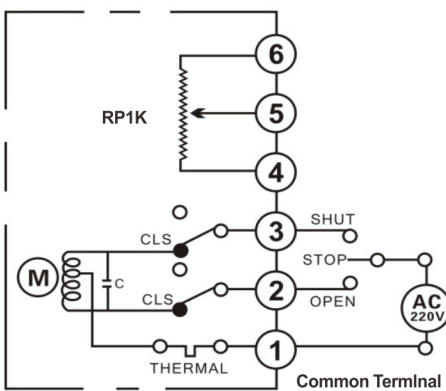 6
RP1K
5
4
3
SHUT
CLS
STOP
M
C
2
AC
220V
CLS
OPEN
1
THERMAL
Common TermInal